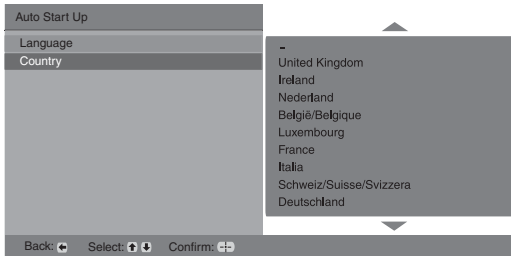 Auto Start Up
Language
Country
-
United Kingdom
Ireland
Nederland
België/Belgique
Luxembourg
France
Italia
Schweiz/Suisse/Svizzera
Deutschland
Back: Select: Confirm: